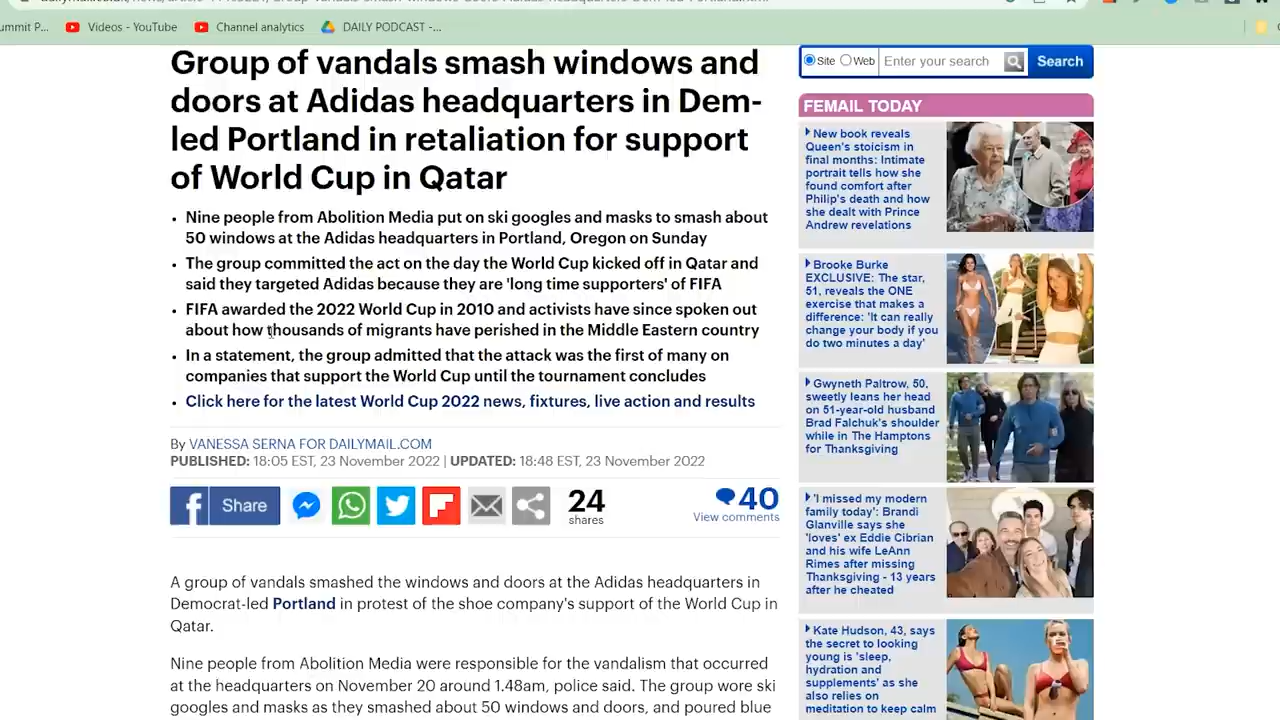 Videos - YouTube
Channel analytics
DAILY PODCAST -...
Group of vandals smash windows and
doors at Adidas headquarters in Dem-
led Portland in retaliation for support
of World Cup in Qatar
Nine people from Abolition Media put on ski googles and masks to smash about
50 windows at the Adidas headquarters in Portland, Oregon on Sunday
The group committed the act on the day the World Cup kicked off in Qatar and
said they targeted Adidas because they are 'long time supporters' of FIFA
FIFA awarded the 2022 World Cup in 2010 and activists have since spoken out
about how thousands of migrants have perished in the Middle Eastern country
In a statement, the group admitted that the attack was the first of many on
companies that support the World Cup until the tournament concludes
Click here for the latest World Cup 2022 news, fixtures, live action and results
By VANESSA SERNA FOR DAILYMAIL.COM
PUBLISHED: 18:05 EST, 23 November 2022 | UPDATED: 18:48 EST, 23 November 2022
Share
24
shares
40
View comments
A group of vandals smashed the windows and doors at the Adidas headquarters in
Democrat-led Portland in protest of the shoe company's support of the World Cup in
Qatar.
Nine people from Abolition Media were responsible for the vandalism that occurred
at the headquarters on November 20 around 1.48am, police said. The group wore ski
googles and masks as they smashed about 50 windows and doors, and poured blue
Site Web Enter your search Search
FEMAIL TODAY
New book reveals
Queen's stoicism in
final months: Intimate
portrait tells how she
found comfort after
Philip's death and how
she dealt with Prince
Andrew revelations
Brooke Burke
EXCLUSIVE: The star,
51, reveals the ONE
exercise that makes a
difference: 'It can really
change your body if you
do two minutes a day'
Gwyneth Paltrow, 50,
sweetly leans her head
on 51-year-old husband
Brad Falchuk's shoulder
while in The Hamptons
for Thanksgiving
'I missed my modern
family today': Brandi
Glanville says she
'loves' ex Eddie Cibrian
and his wife LeAnn
Rimes after missing
Thanksgiving - 13 years
after he cheated
Kate Hudson, 43, says
the secret to looking
young is 'sleep,
hydration and
supplements' as she
also relies on
meditation to keep calm